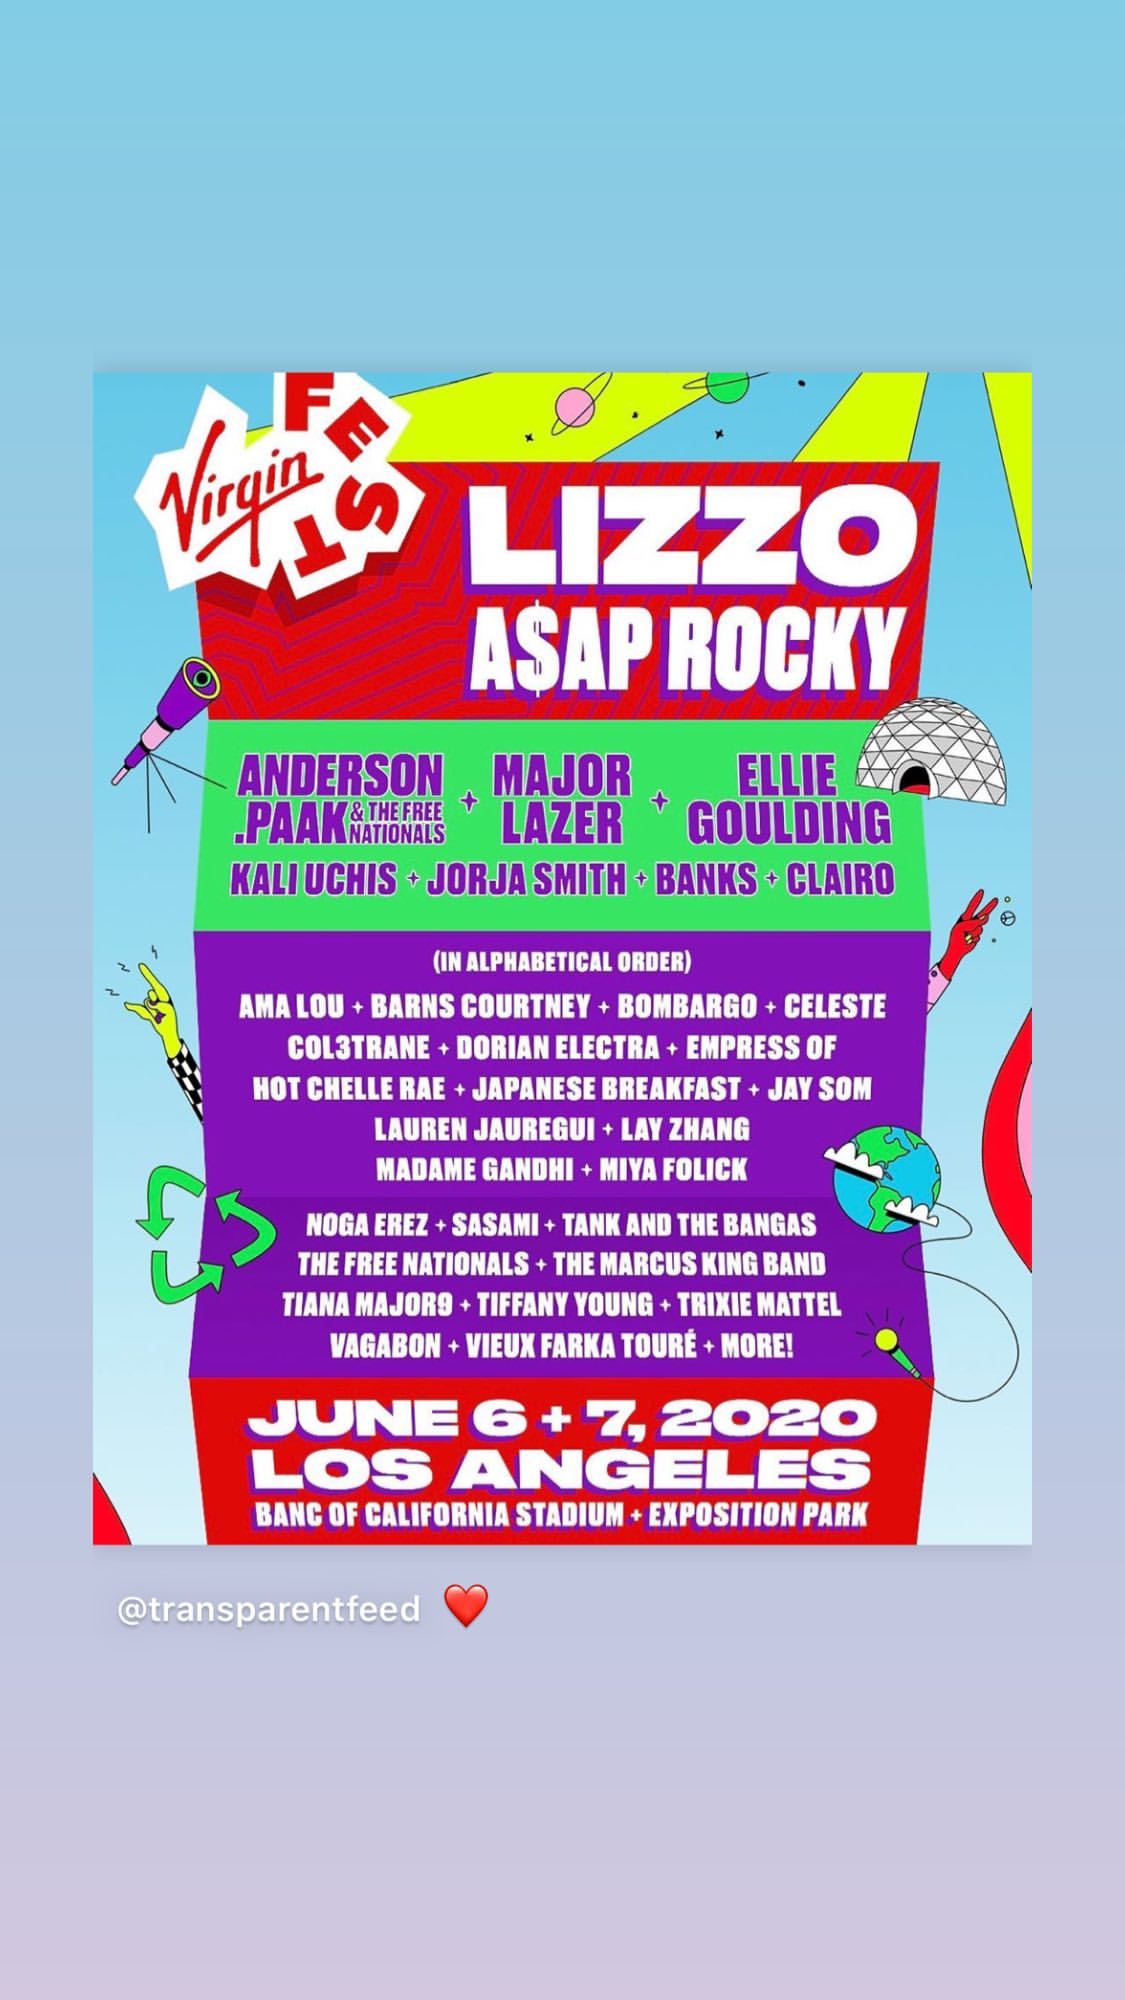 Virgin FEST
LIZZO
A$AP ROCKY
ANDERSON .PAAK & THE FREE NATIONALS + MAJOR LAZER + ELLIE GOULDING
KALI UCHIS + JORJA SMITH + BANKS + CLAIRO
(IN ALPHABETICAL ORDER)
AMA LOU + BARNS COURTNEY + BOMBARGO + CELESTE
COL3TRANE + DORIAN ELECTRA + EMPRESS OF
HOT CHELLE RAE + JAPANESE BREAKFAST + JAY SOM
LAUREN JAUREGUI + LAY ZHANG
MADAME GANDHI + MIYA FOLICK
NOGA EREZ + SASAMI + TANK AND THE BANGAS
THE FREE NATIONALS + THE MARCUS KING BAND
TIANA MAJOR9 + TIFFANY YOUNG + TRIXIE MATTEL
VAGABON + VIEUX FARKA TOURÉ + MORE!
JUNE 6 + 7, 2020
LOS ANGELES
BANC OF CALIFORNIA STADIUM + EXPOSITION PARK
@transparentfeed ❤️